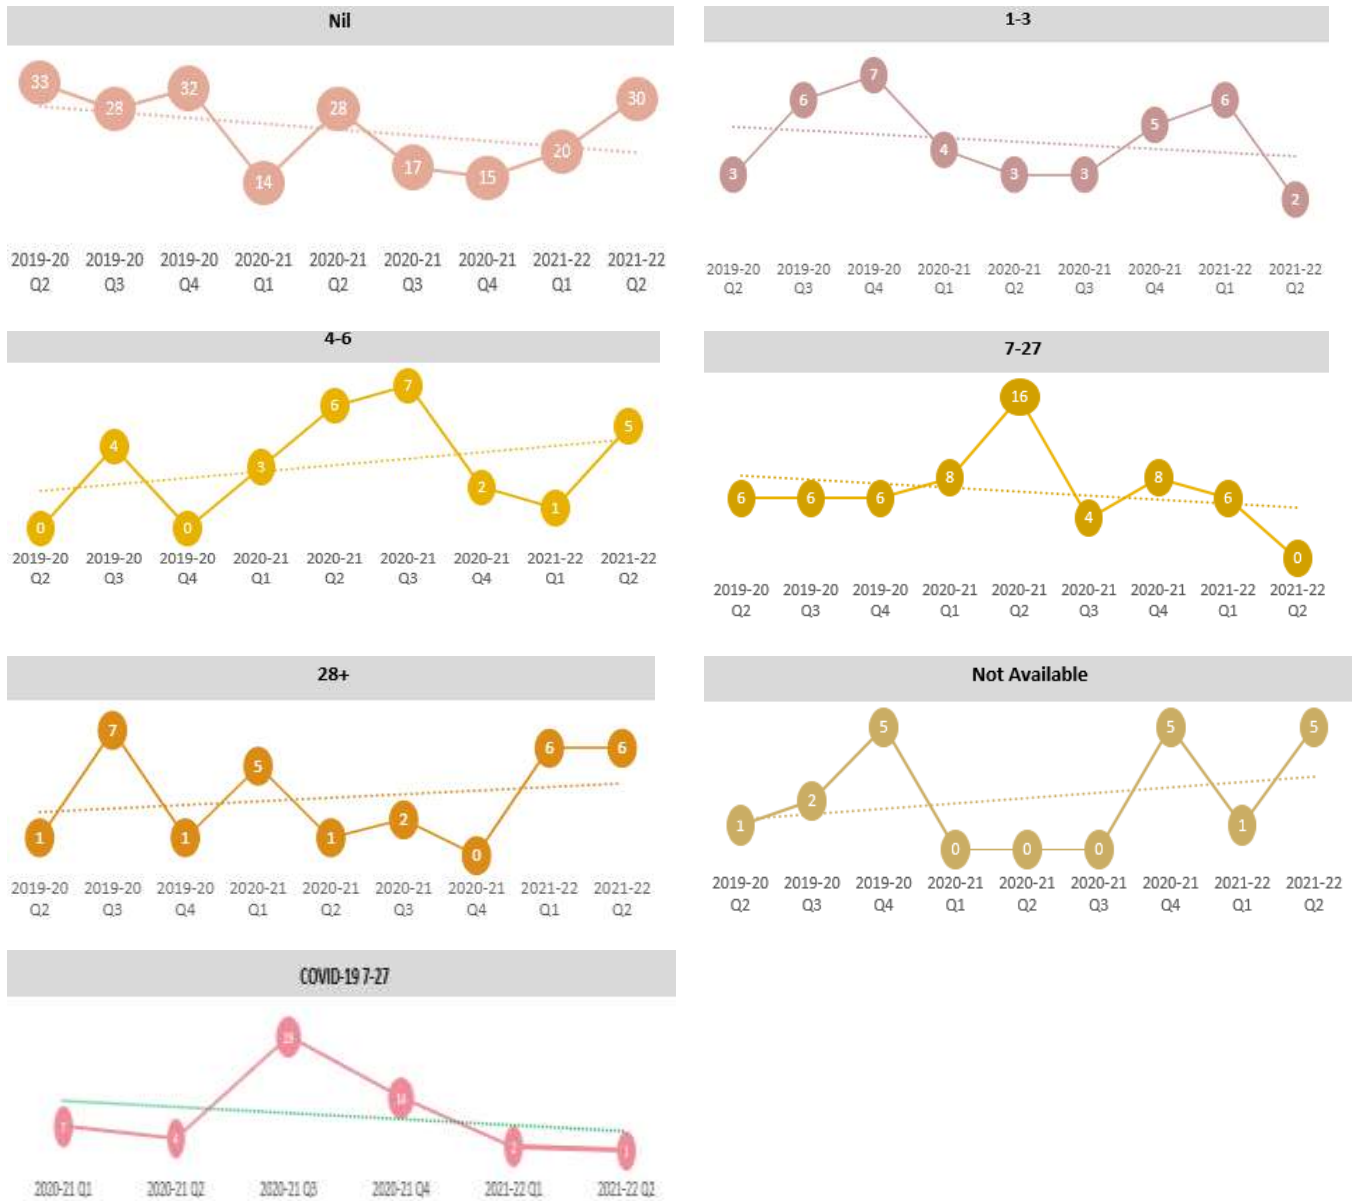 Nil
33 28 32 14 28 17 15 20 30
2019-20 2019-20 2019-20 2020-21 2020-21 2020-21 2020-21 2021-22 2021-22
Q2 Q3 Q4 Q1 Q2 Q3 Q4 Q1 Q2
1-3
3 6 7 4 3 3 5 6 2
2019-20 2019-20 2019-20 2020-21 2020-21 2020-21 2020-21 2021-22 2021-22
Q2 Q3 Q4 Q1 Q2 Q3 Q4 Q1 Q2
4-6
0 4 0 3 6 7 2 1 5
2019-20 2019-20 2019-20 2020-21 2020-21 2020-21 2020-21 2021-22 2021-22
Q2 Q3 Q4 Q1 Q2 Q3 Q4 Q1 Q2
7-27
6 6 6 8 16 4 8 6 0
2019-20 2019-20 2019-20 2020-21 2020-21 2020-21 2020-21 2021-22 2021-22
Q2 Q3 Q4 Q1 Q2 Q3 Q4 Q1 Q2
28+
1 7 1 5 1 2 0 6 6
2019-20 2019-20 2019-20 2020-21 2020-21 2020-21 2020-21 2021-22 2021-22
Q2 Q3 Q4 Q1 Q2 Q3 Q4 Q1 Q2
Not Available
1 2 5 0 0 0 5 1 5
2019-20 2019-20 2019-20 2020-21 2020-21 2020-21 2020-21 2021-22 2021-22
Q2 Q3 Q4 Q1 Q2 Q3 Q4 Q1 Q2
COVID-19 7-27
4 14 2
2020-21 Q1 2020-21 Q2 2020-21 Q3 2020-21 Q4 2021-22 Q1 2021-22 Q2